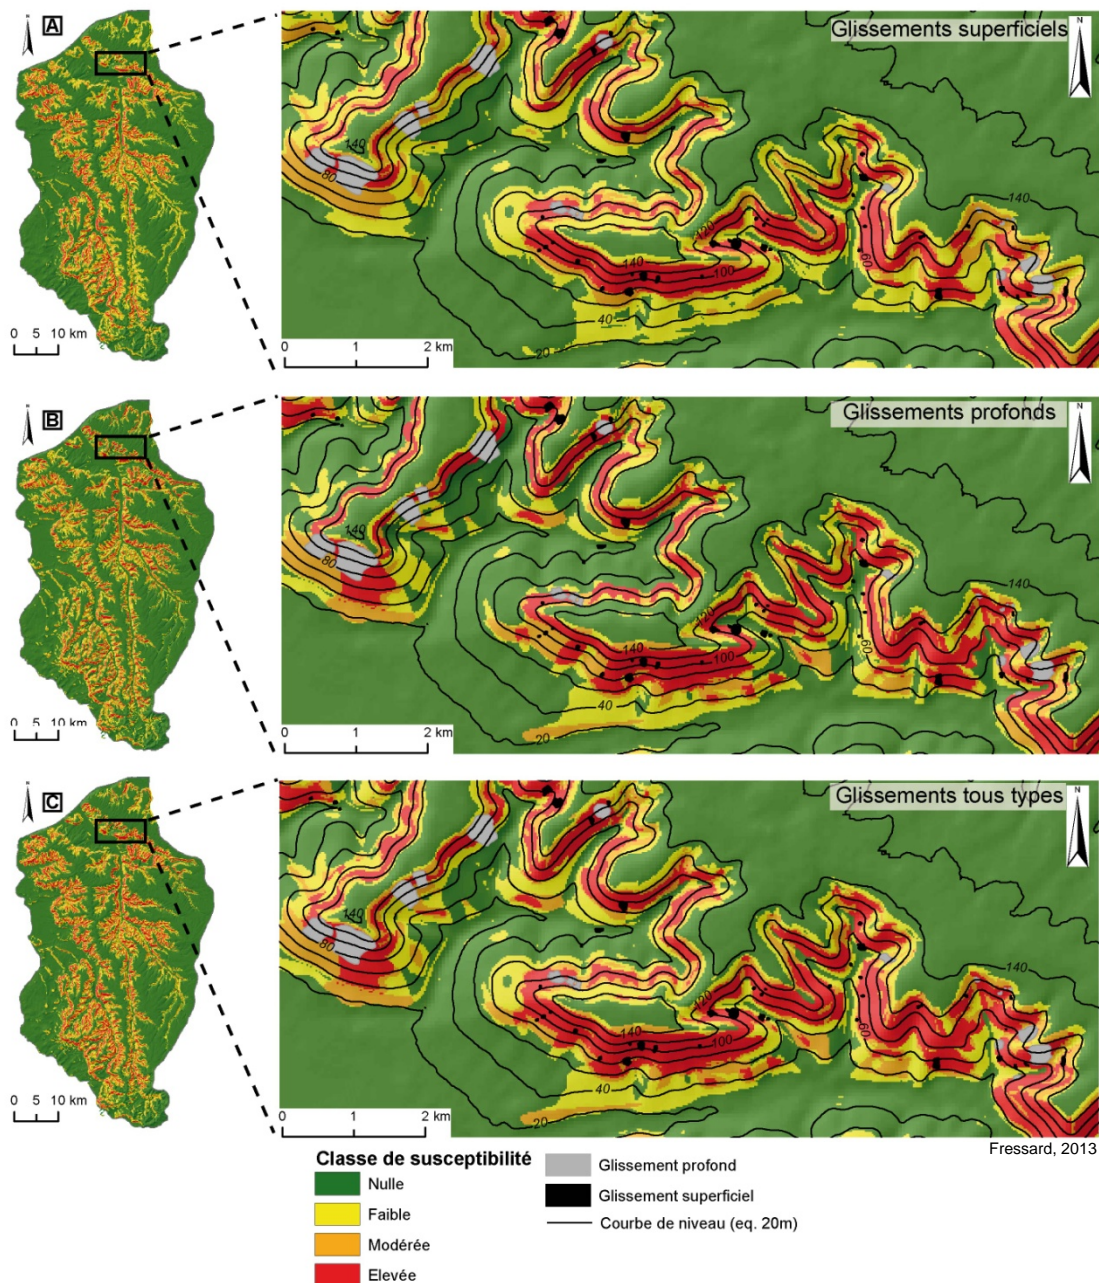 N
A
0 5 10 km
Glissements superficiels
N
140
80
120
140
100
60
140
40
20
0 1 2 km
N
B
0 5 10 km
Glissements profonds
N
140
80
120
140
100
60
140
40
20
0 1 2 km
N
C
0 5 10 km
Glissements tous types
N
140
80
120
140
100
60
140
40
20
0 1 2 km
Fressard, 2013
Classe de susceptibilité
Nulle
Faible
Modérée
Elevée
Glissement profond
Glissement superficiel
Courbe de niveau (eq. 20m)